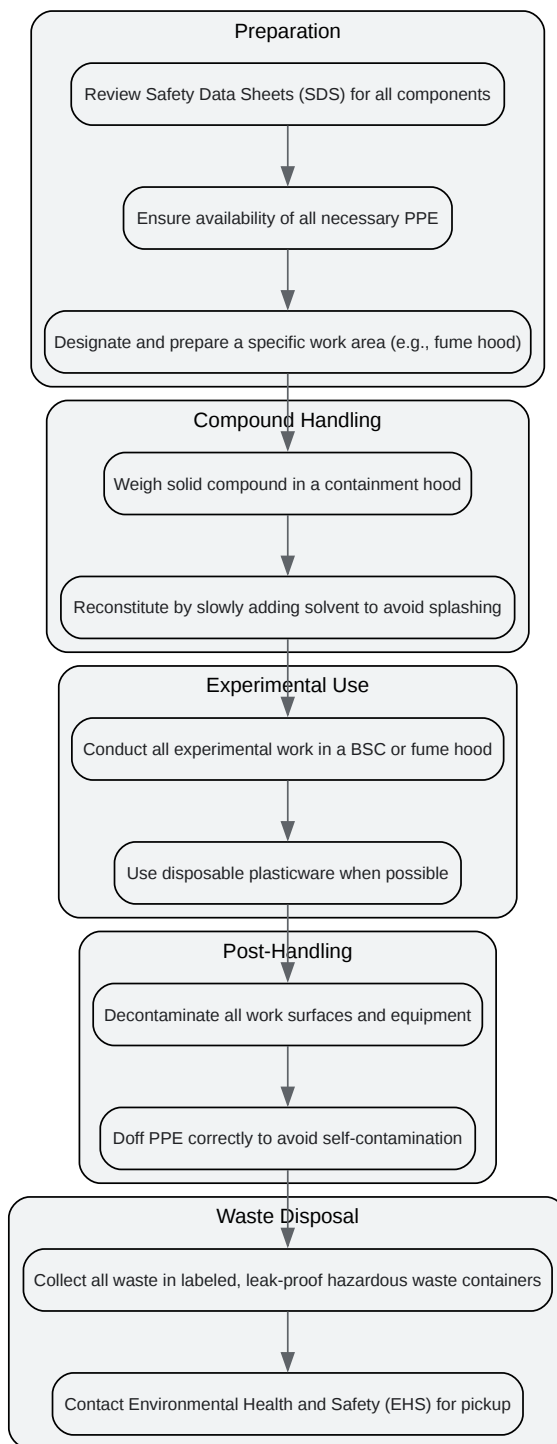 Preparation
Review Safety Data Sheets (SDS) for all components
Ensure availability of all necessary PPE
Designate and prepare a specific work area (e.g., fume hood)
Compound Handling
Weigh solid compound in a containment hood
Reconstitute by slowly adding solvent to avoid splashing
Experimental Use
Conduct all experimental work in a BSC or fume hood
Use disposable plasticware when possible
Post-Handling
Decontaminate all work surfaces and equipment
Doff PPE correctly to avoid self-contamination
Waste Disposal
Collect all waste in labeled, leak-proof hazardous waste containers
Contact Environmental Health and Safety (EHS) for pickup